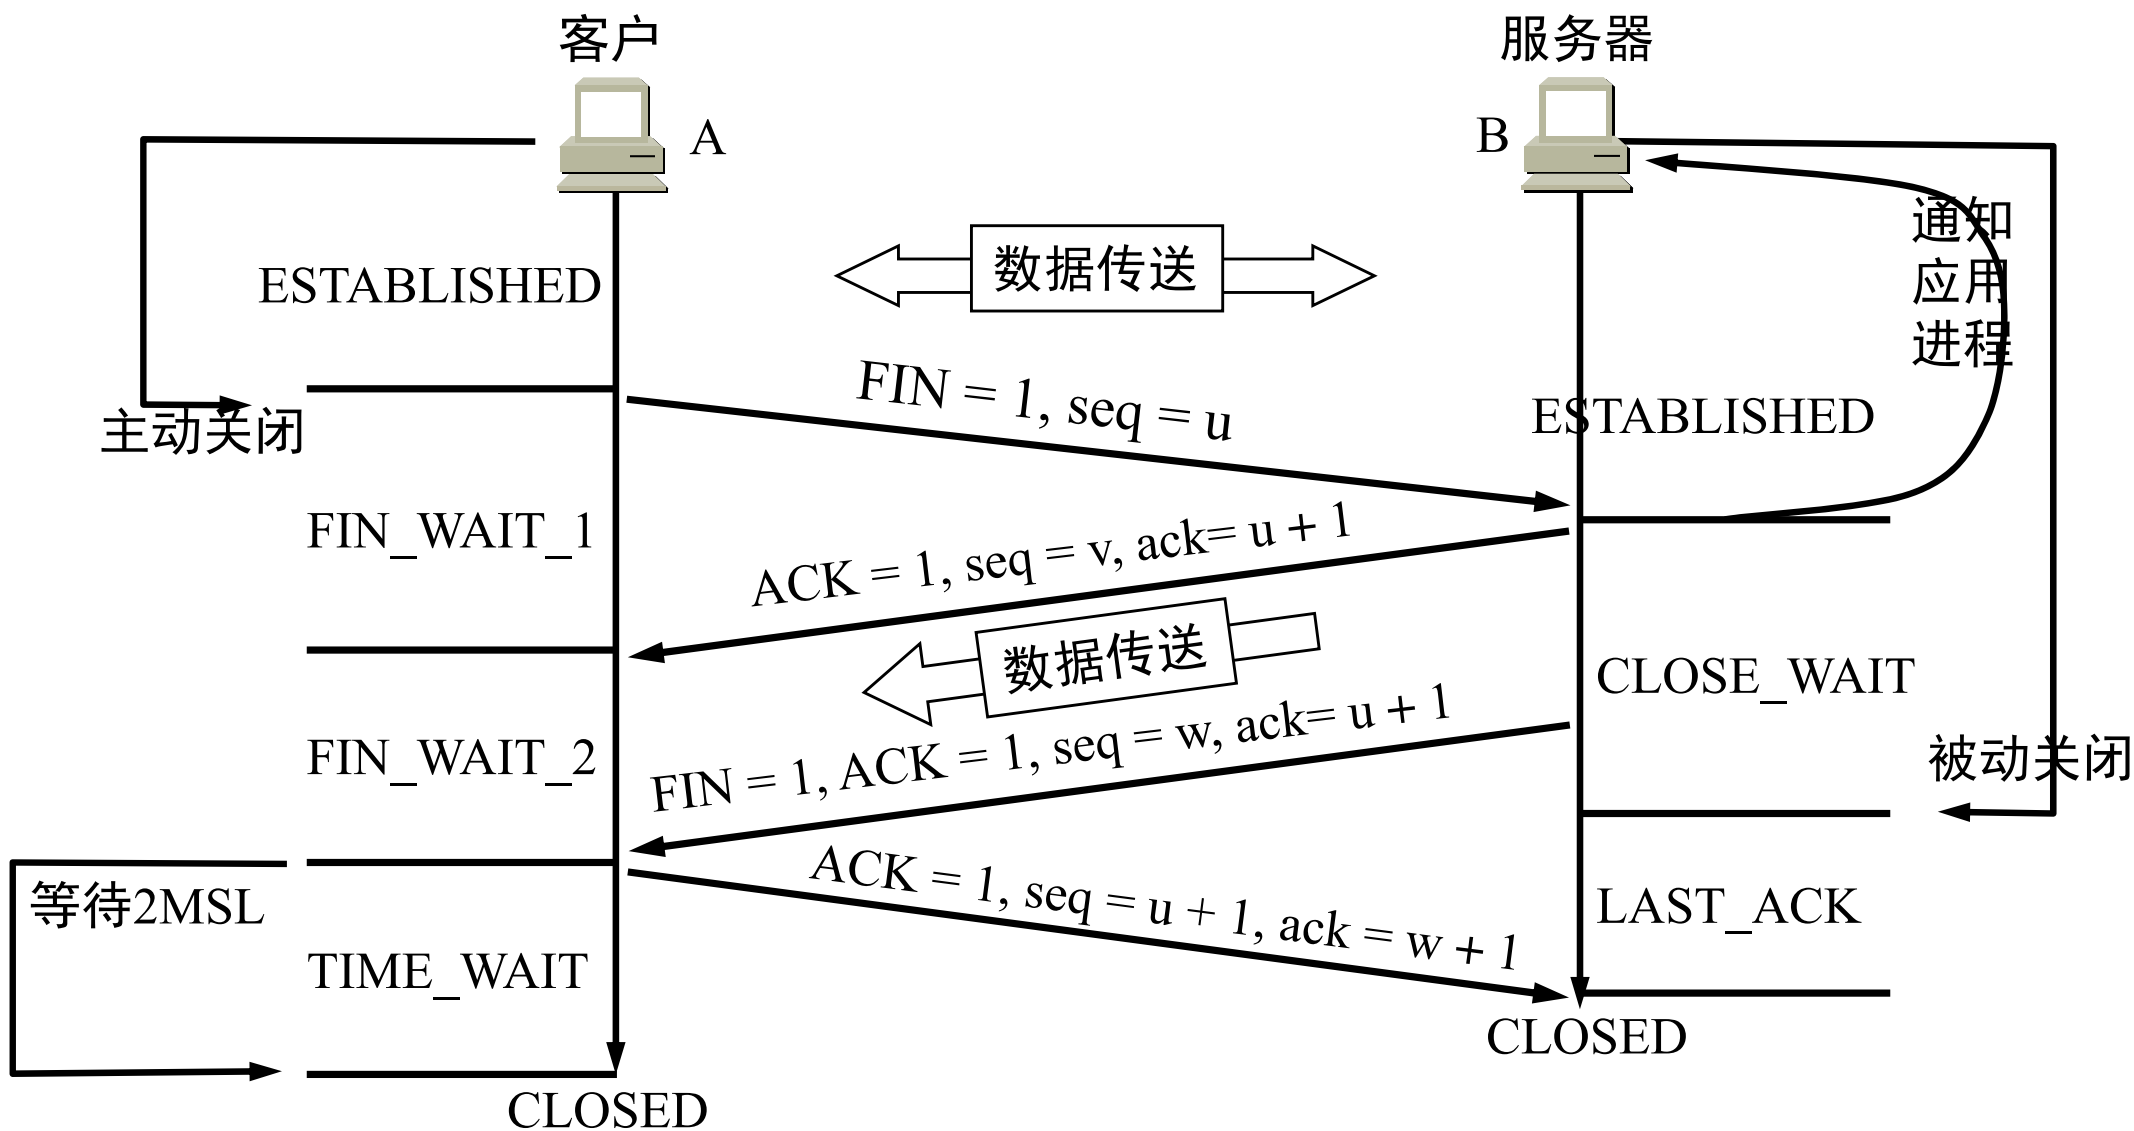 客户
服务器
A
B
通知
应用
进程
ESTABLISHED
数据传送
FIN = 1, seq = u
ESTABLISHED
主动关闭
FIN_WAIT_1
ACK = 1, seq = v, ack= u + 1
数据传送
CLOSE_WAIT
FIN_WAIT_2
FIN = 1, ACK = 1, seq = w, ack= u + 1
被动关闭
等待2MSL
ACK = 1, seq = u + 1, ack = w + 1
LAST_ACK
TIME_WAIT
CLOSED
CLOSED